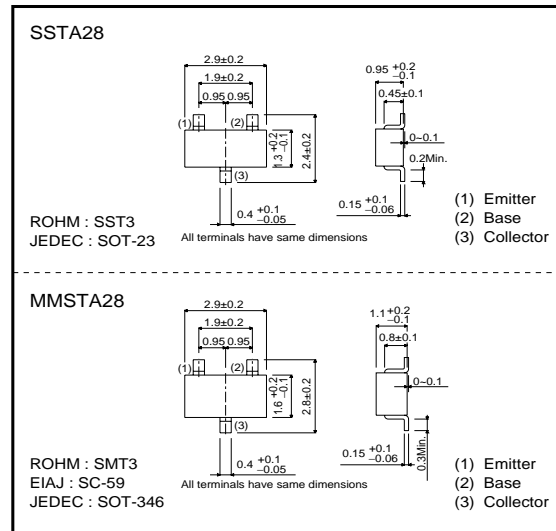 SSTA28
2.9±0.2
1.9±0.2
0.95 0.95
(1)
(2)
(3)
1.3 +0.2 −0.1
2.4±0.2
0.4 +0.1 −0.05
All terminals have same dimensions
0.95 +0.2 −0.1
0.45±0.1
0~0.1
0.2Min.
0.15 +0.1 −0.06
ROHM : SST3
JEDEC : SOT-23
(1) Emitter
(2) Base
(3) Collector
MMSTA28
2.9±0.2
1.9±0.2
0.95 0.95
(1)
(2)
(3)
1.6 +0.2 −0.1
2.8±0.2
0.4 +0.1 −0.05
All terminals have same dimensions
1.1 +0.2 −0.1
0.8±0.1
0~0.1
0.3Min.
0.15 +0.1 −0.06
ROHM : SMT3
EIAJ : SC-59
JEDEC : SOT-346
(1) Emitter
(2) Base
(3) Collector